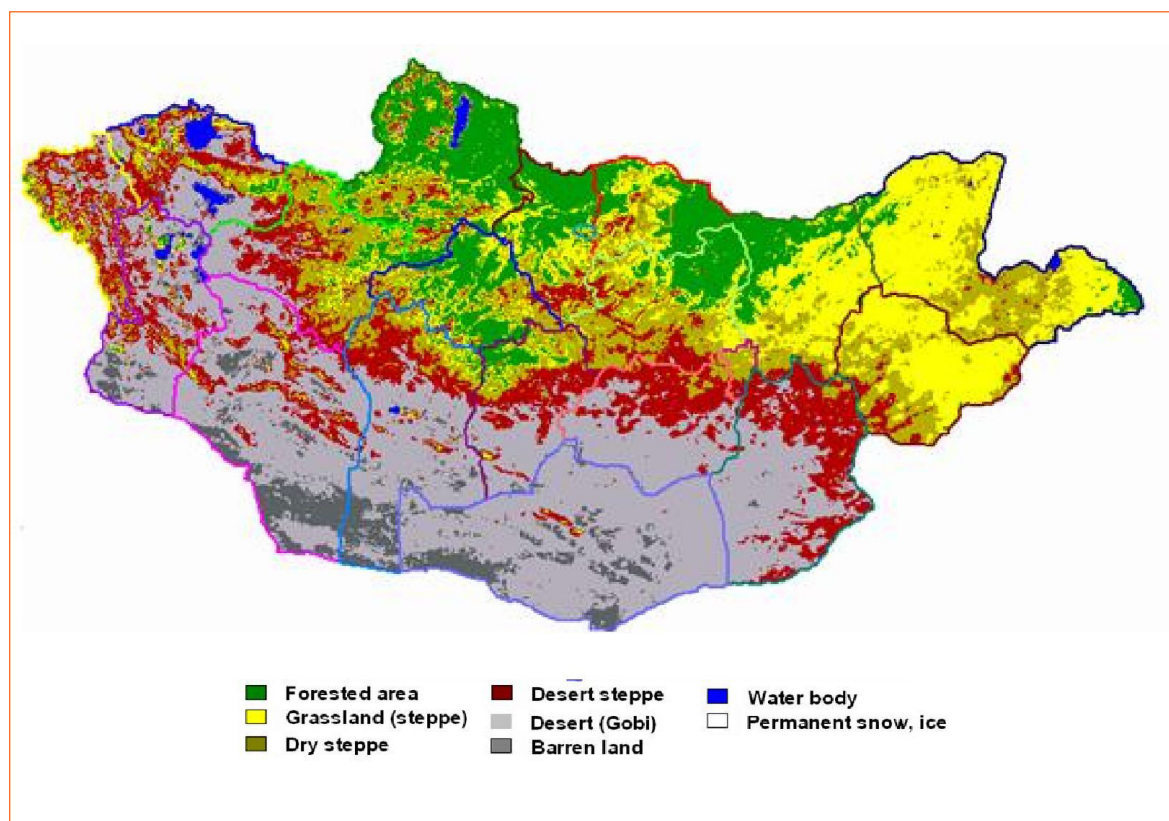 Forested area
Grassland (steppe)
Dry steppe
Desert steppe
Desert (Gobi)
Barren land
Water body
Permanent snow, ice